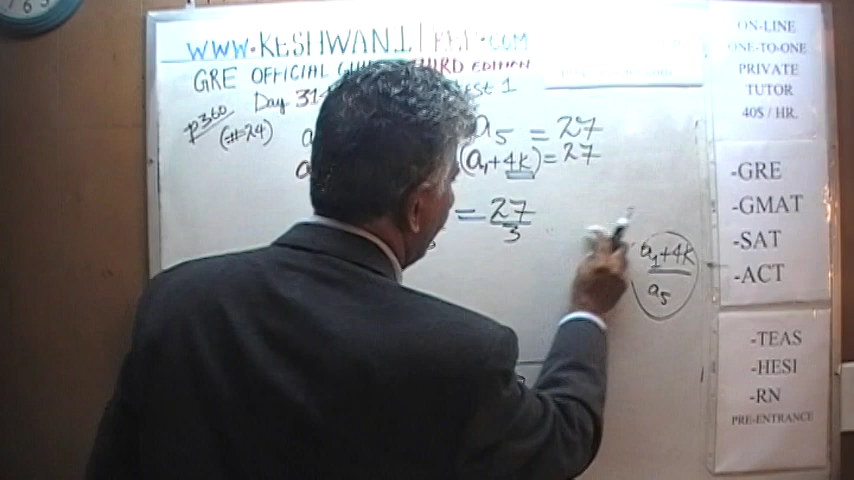 WWW.KESHWANI
.COM
GRE OFFICIAL THIRD EDITION
Day 31 Test 1
p360
(#24)
a a5 = 27
a (a1+4k) = 27
= 27
3
a1+4k
a5
ON-LINE
ONE-TO-ONE
PRIVATE
TUTOR
40$ / HR.
-GRE
-GMAT
-SAT
-ACT
-TEAS
-HESI
-RN
PRE-ENTRANCE